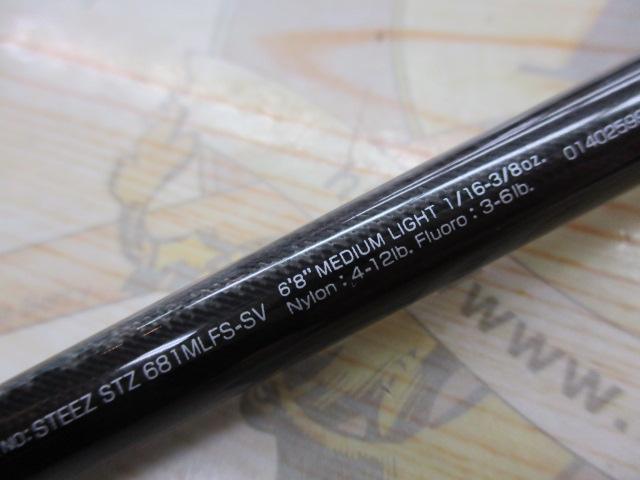 NO: STEEZ STZ 681MLFS-SV 6'8" MEDIUM LIGHT 1/16-3/8oz.
Nylon : 4-12lb. Fluoro : 3-6lb.
www.